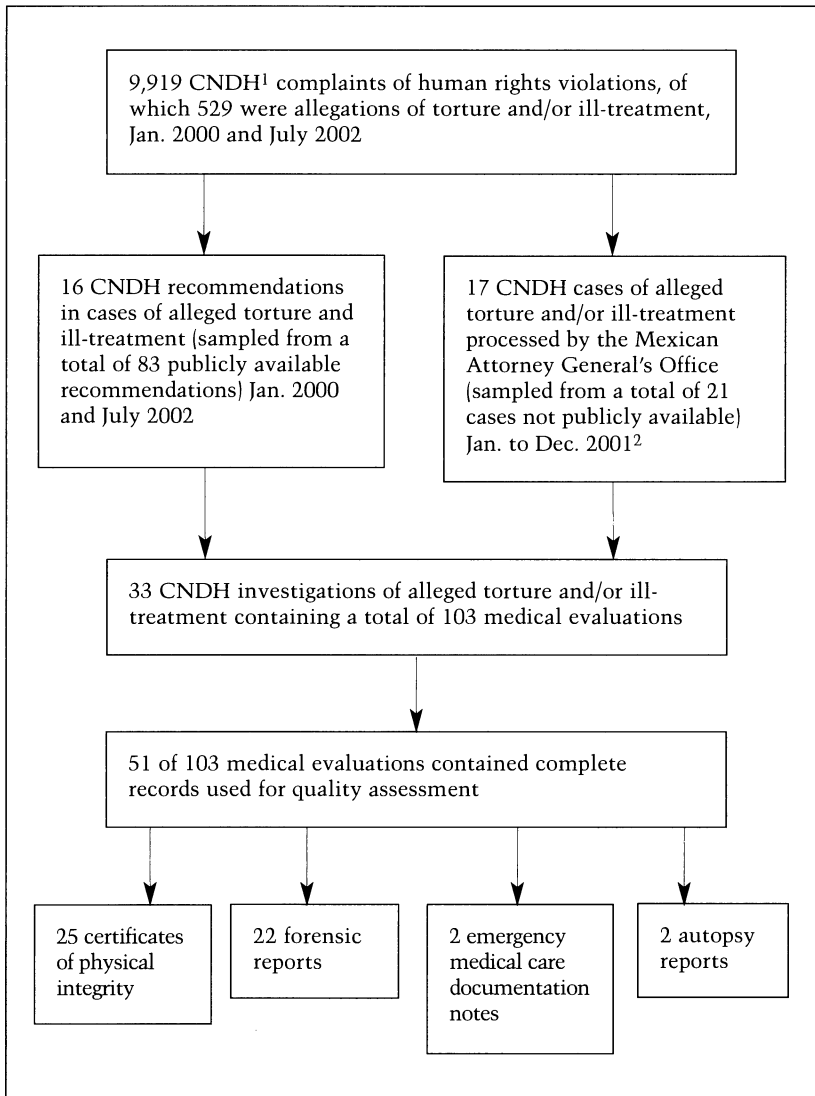 9,919 CNDH1 complaints of human rights violations, of
which 529 were allegations of torture and/or ill-treatment,
Jan. 2000 and July 2002
16 CNDH recommendations
in cases of alleged torture and
ill-treatment (sampled from a
total of 83 publicly available
recommendations) Jan. 2000
and July 2002
17 CNDH cases of alleged
torture and/or ill-treatment
processed by the Mexican
Attorney General's Office
(sampled from a total of 21
cases not publicly available)
Jan. to Dec. 20012
33 CNDH investigations of alleged torture and/or ill-
treatment containing a total of 103 medical evaluations
51 of 103 medical evaluations contained complete
records used for quality assessment
25 certificates
of physical
integrity
22 forensic
reports
2 emergency
medical care
documentation
notes
2 autopsy
reports